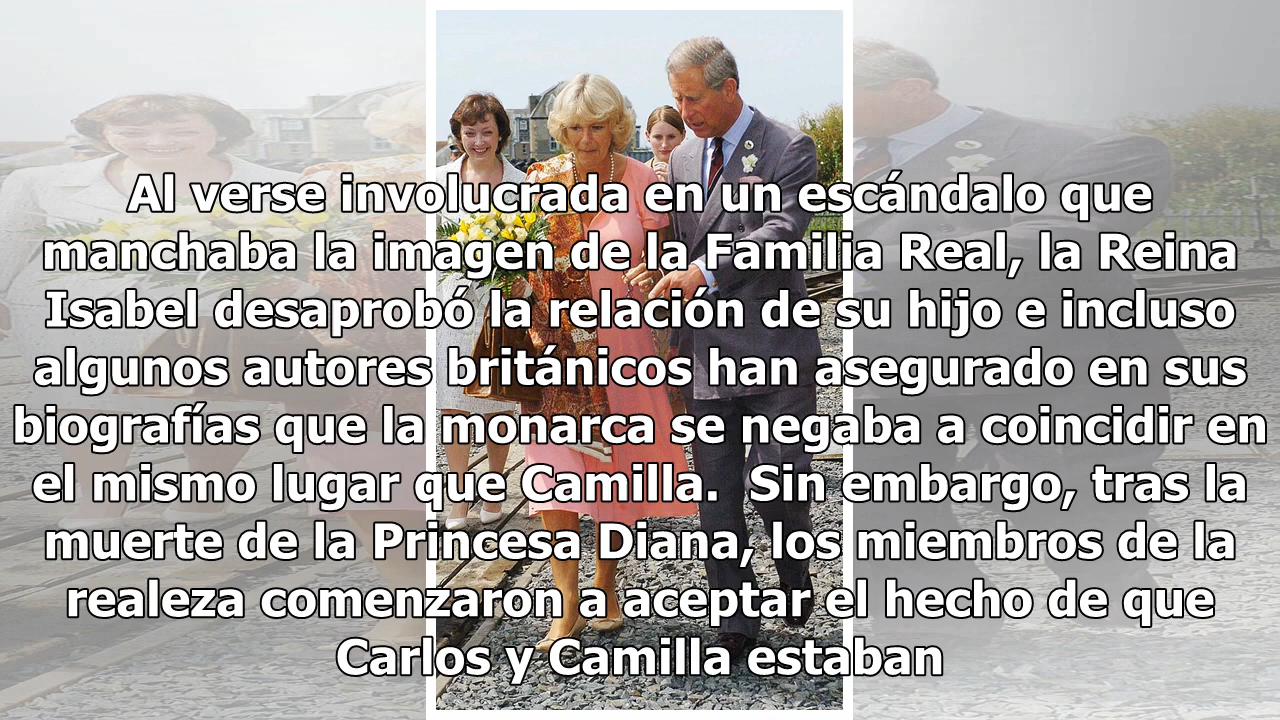 Al verse involucrada en un escándalo que
manchaba la imagen de la Familia Real, la Reina
Isabel desaprobó la relación de su hijo e incluso
algunos autores británicos han asegurado en sus
biografías que la monarca se negaba a coincidir en
el mismo lugar que Camilla.  Sin embargo, tras la
muerte de la Princesa Diana, los miembros de la
realeza comenzaron a aceptar el hecho de que
Carlos y Camilla estaban